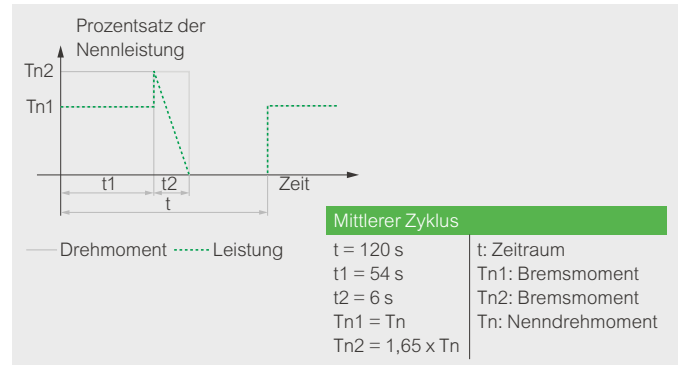 Prozentsatz der
Nennleistung
Tn2
Tn1
t1 t2 Zeit
t
Drehmoment Leistung
Mittlerer Zyklus
t = 120 s t: Zeitraum
t1 = 54 s Tn1: Bremsmoment
t2 = 6 s Tn2: Bremsmoment
Tn1 = Tn Tn: Nenndrehmoment
Tn2 = 1,65 x Tn